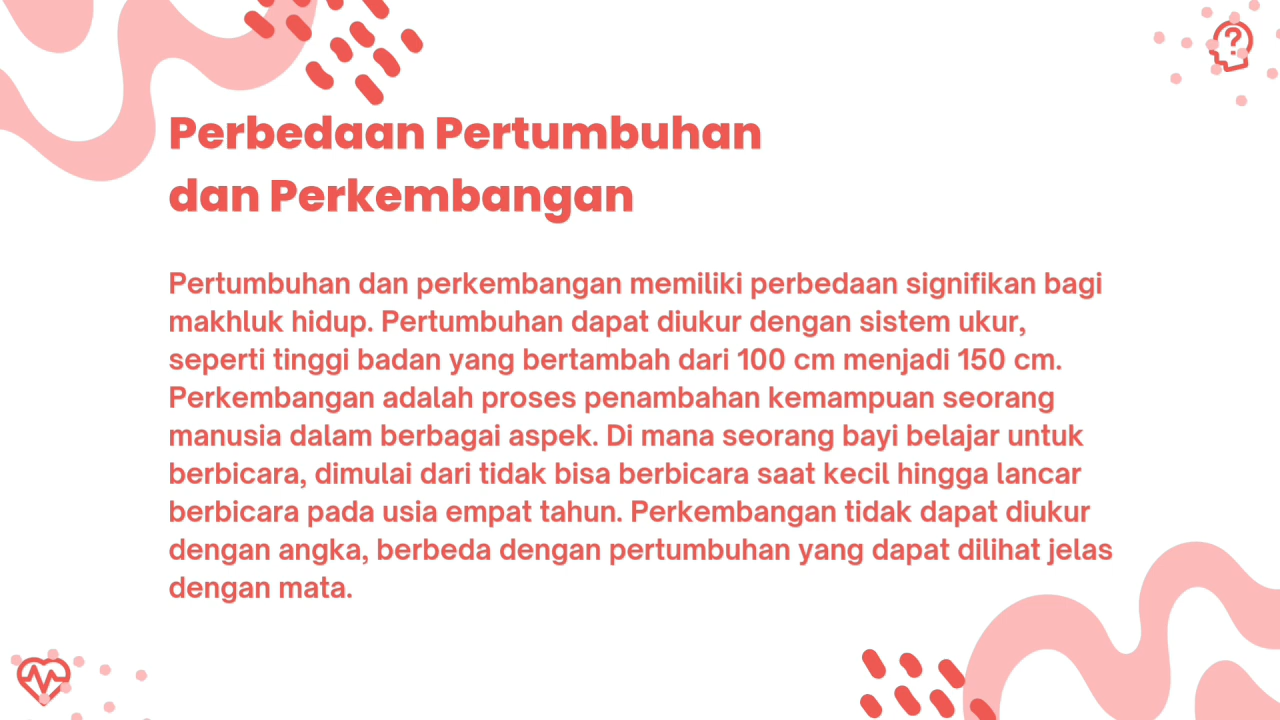 Perbedaan Pertumbuhan
dan Perkembangan
Pertumbuhan dan perkembangan memiliki perbedaan signifikan bagi
makhluk hidup. Pertumbuhan dapat diukur dengan sistem ukur,
seperti tinggi badan yang bertambah dari 100 cm menjadi 150 cm.
Perkembangan adalah proses penambahan kemampuan seorang
manusia dalam berbagai aspek. Di mana seorang bayi belajar untuk
berbicara, dimulai dari tidak bisa berbicara saat kecil hingga lancar
berbicara pada usia empat tahun. Perkembangan tidak dapat diukur
dengan angka, berbeda dengan pertumbuhan yang dapat dilihat jelas
dengan mata.